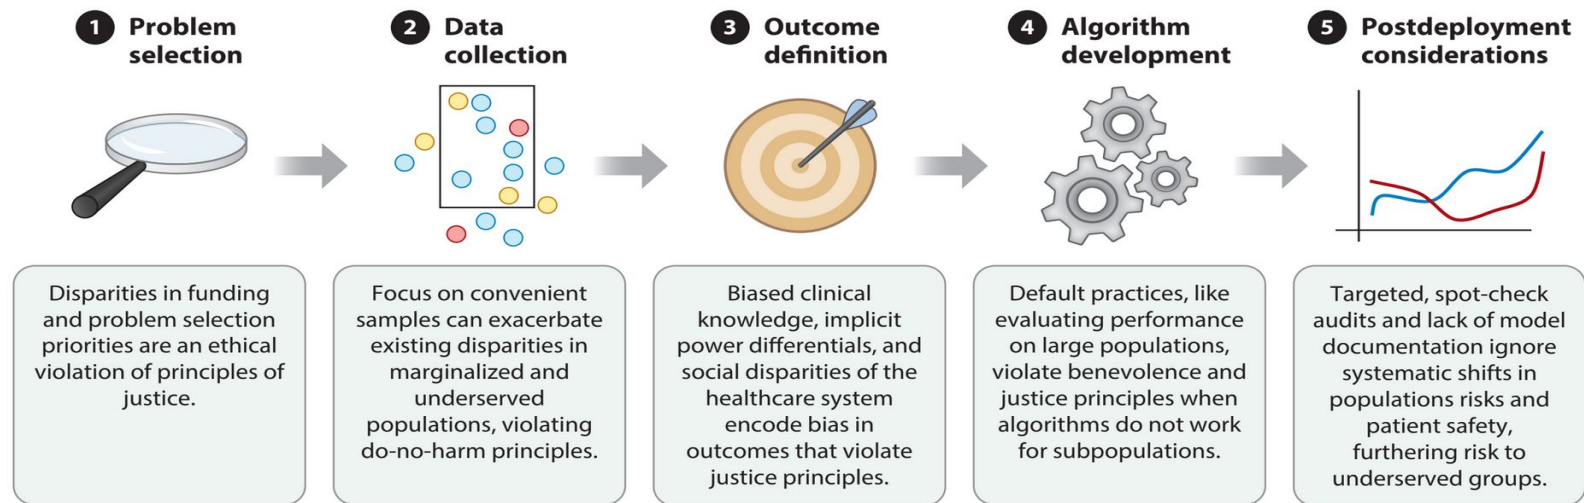 1 Problem
selection
2 Data
collection
3 Outcome
definition
4 Algorithm
development
5 Postdeployment
considerations
Disparities in funding
and problem selection
priorities are an ethical
violation of principles of
justice.
Focus on convenient
samples can exacerbate
existing disparities in
marginalized and
underserved
populations, violating
do-no-harm principles.
Biased clinical
knowledge, implicit
power differentials, and
social disparities of the
healthcare system
encode bias in
outcomes that violate
justice principles.
Default practices, like
evaluating performance
on large populations,
violate benevolence and
justice principles when
algorithms do not work
for subpopulations.
Targeted, spot-check
audits and lack of model
documentation ignore
systematic shifts in
populations risks and
patient safety,
furthering risk to
underserved groups.